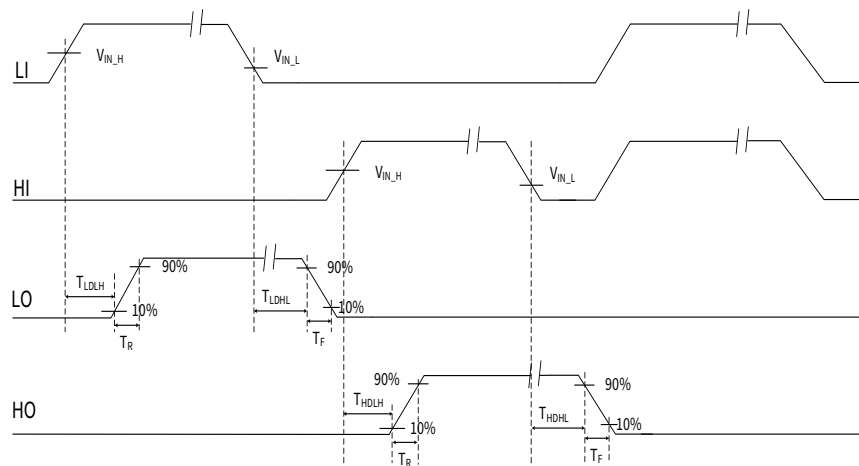 V_IN_H
V_IN_L
LI
V_IN_H
V_IN_L
HI
90%
90%
T_LDLH
T_LDHL
LO
10%
10%
T_R
T_F
90%
90%
T_HDLH
T_HDHL
HO
10%
10%
T_R
T_F